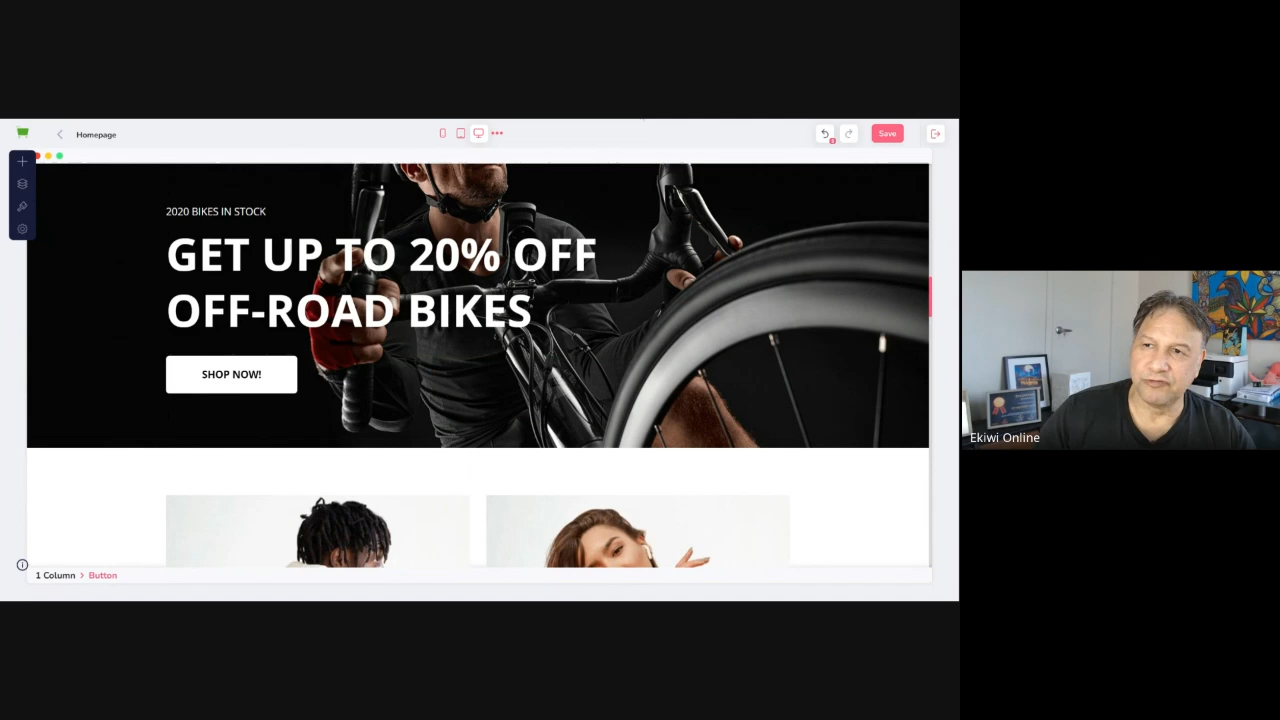 Homepage
Save
2020 BIKES IN STOCK
GET UP TO 20% OFF
OFF-ROAD BIKES
SHOP NOW!
1 Column > Button
Ekiwi Online